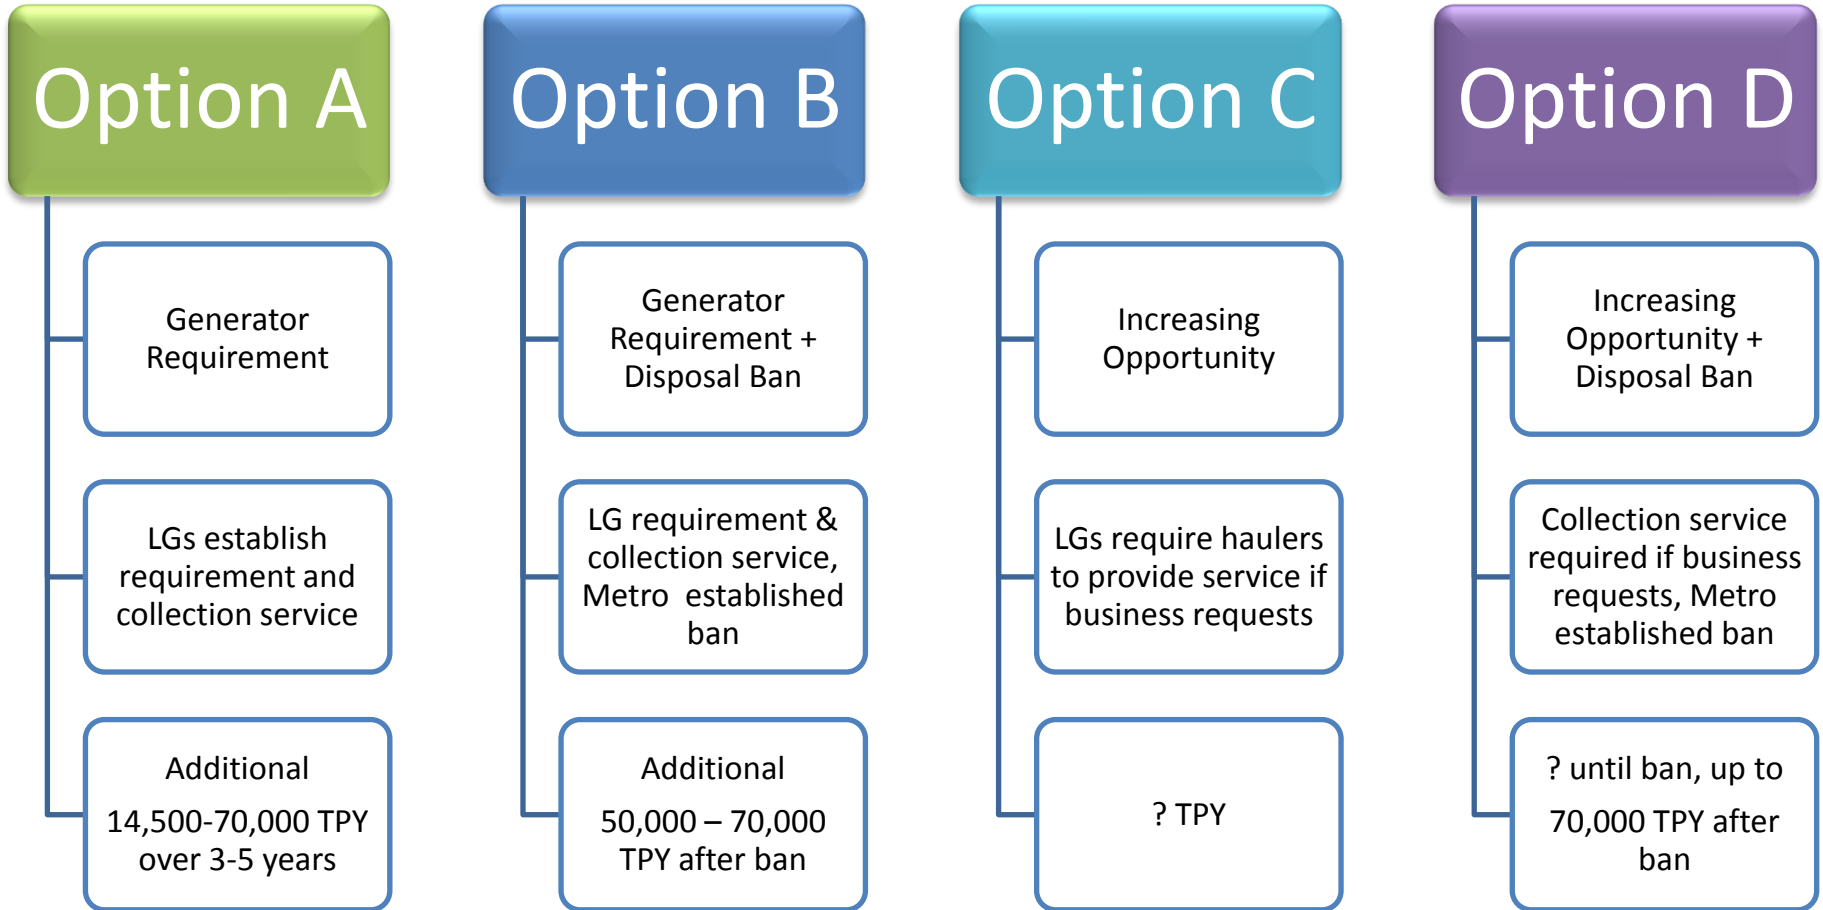 Option A
Generator
Requirement
LGs establish
requirement and
collection service
Additional
14,500-70,000 TPY
over 3-5 years
Option B
Generator
Requirement +
Disposal Ban
LG requirement &
collection service,
Metro established
ban
Additional
50,000 – 70,000
TPY after ban
Option C
Increasing
Opportunity
LGs require haulers
to provide service if
business requests
? TPY
Option D
Increasing
Opportunity +
Disposal Ban
Collection service
required if business
requests, Metro
established ban
? until ban, up to
70,000 TPY after
ban